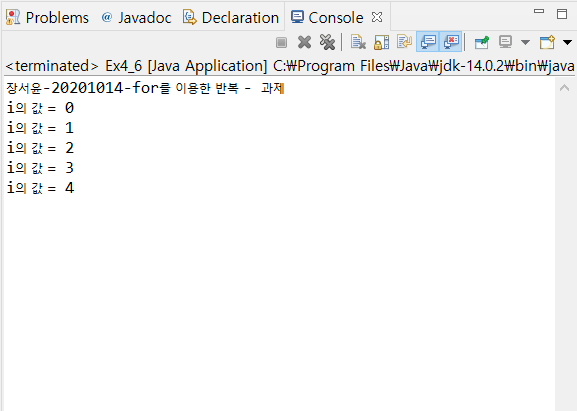 Problems @ Javadoc Declaration Console
<terminated> Ex4_6 [Java Application] C:₩Program Files₩Java₩jdk-14.0.2₩bin₩java
장서윤-20201014-for를 이용한 반복 - 과제
i의 값 = 0
i의 값 = 1
i의 값 = 2
i의 값 = 3
i의 값 = 4